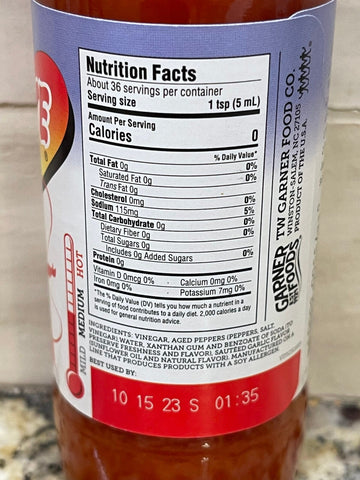 Nutrition Facts
About 36 servings per container
Serving size 1 tsp (5 mL)
Amount Per Serving
Calories 0
% Daily Value*
Total Fat 0g 0%
Saturated Fat 0g 0%
Trans Fat 0g
Cholesterol 0mg 0%
Sodium 115mg 5%
Total Carbohydrate 0g 0%
Dietary Fiber 0g 0%
Total Sugars 0g
Includes 0g Added Sugars 0%
Protein 0g
Vitamin D 0mcg 0% • Calcium 0mg 0%
Iron 0mg 0% • Potassium 7mg 0%
*The % Daily Value (DV) tells you how much a nutrient in a
serving of food contributes to a daily diet. 2,000 calories a day
is used for general nutrition advice.
INGREDIENTS: VINEGAR, AGED PEPPERS (PEPPERS, SALT,
VINEGAR), WATER, XANTHAN GUM AND BENZOATE OF SODA (TO
PRESERVE FRESHNESS AND FLAVOR), SAUTÉED GARLIC FLAVOR
(SUNFLOWER OIL AND NATURAL FLAVOR). MANUFACTURED ON A
LINE THAT PRODUCES PRODUCTS WITH A SOY ALLERGEN.
BEST USED BY:
10 15 23 S 01:35
MILD MEDIUM HOT
GARNER
FOODS
TW GARNER FOOD CO.
WINSTON-SALEM, NC 27105
PRODUCT OF THE U.S.A.